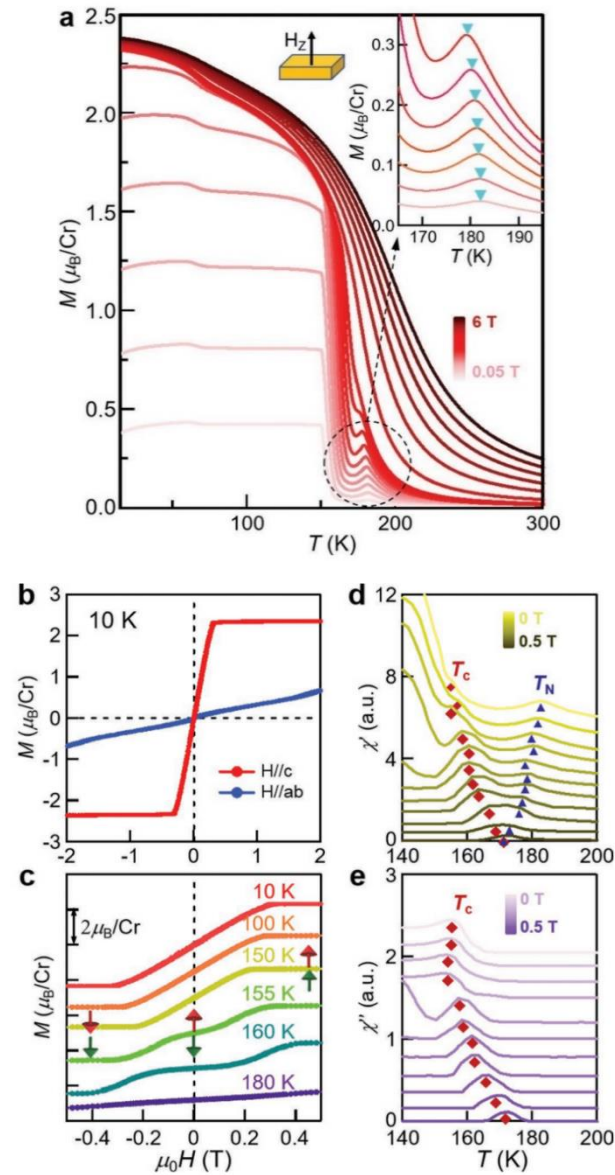 a
H_Z
M (μ_B/Cr)
2.5
2.0
1.5
1.0
0.5
0.0
100
200
300
T (K)
6 T
0.05 T
M (μ_B/Cr)
0.3
0.2
0.1
0.0
170
180
190
T (K)
b
10 K
M (μ_B/Cr)
3
2
1
0
-1
-2
-3
-2
-1
0
1
2
H//c
H//ab
c
2μ_B/Cr
M (μ_B/Cr)
10 K
100 K
150 K
155 K
160 K
180 K
-0.4
-0.2
0
0.2
0.4
μ₀H (T)
d
χ' (a.u.)
12
8
4
0
0 T
0.5 T
T_c
T_N
140
160
180
200
e
χ'' (a.u.)
3
2
1
0
T_c
0 T
0.5 T
140
160
180
200
T (K)